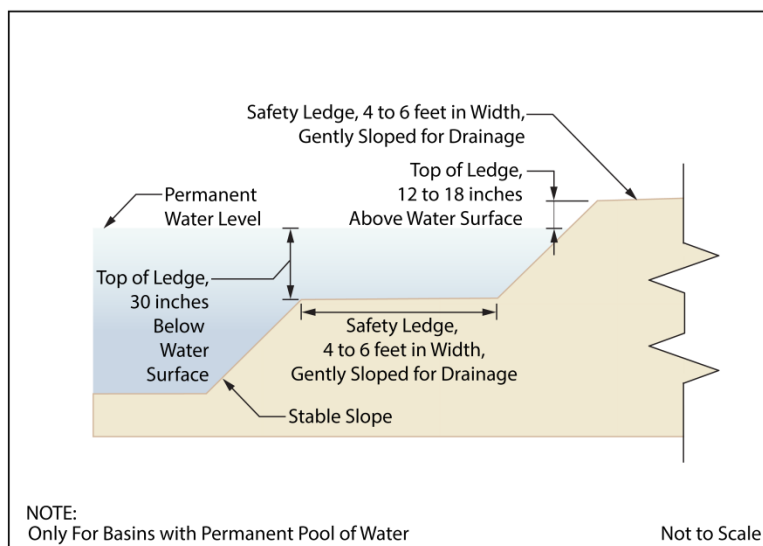 Safety Ledge, 4 to 6 feet in Width,
Gently Sloped for Drainage
Top of Ledge,
12 to 18 inches
Above Water Surface
Permanent
Water Level
Top of Ledge,
30 inches
Below
Water
Surface
Safety Ledge,
4 to 6 feet in Width,
Gently Sloped for Drainage
Stable Slope
NOTE:
Only For Basins with Permanent Pool of Water
Not to Scale